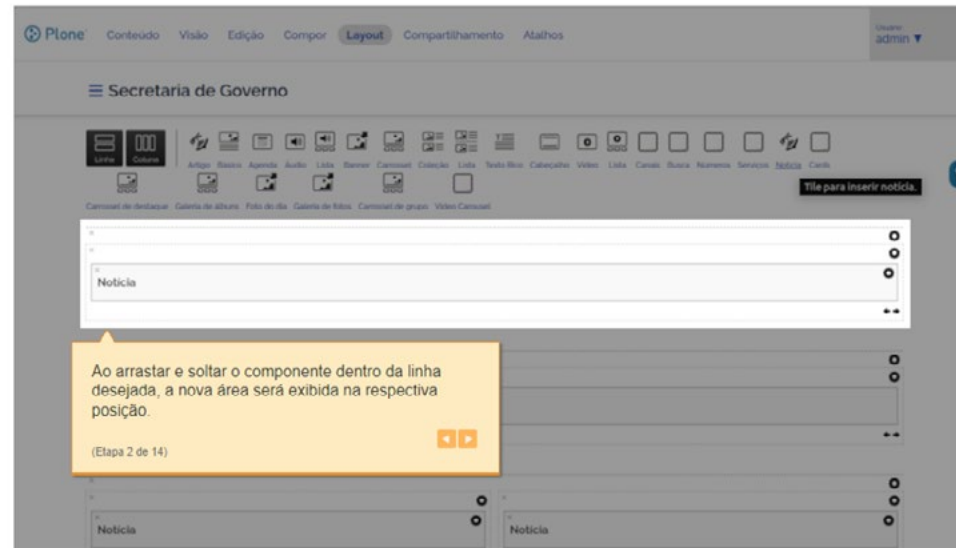 Plone Conteúdo Visão Edição Compor Layout Compartilhamento Atalhos
Usuário:
admin ▼
Secretaria de Governo
Linha Coluna Artigo Básico Agenda Áudio Lista Banner Carrossel Coleção Lista Texto Rico Cabeçalho Vídeo Lista Canais Busca Números Serviços Notícia Cards
Tile para inserir notícia.
Carrossel de destaque Galeria de álbuns Foto do dia Galeria de fotos Carrossel de grupo Vídeo Carousel
Notícia
Ao arrastar e soltar o componente dentro da linha
desejada, a nova área será exibida na respectiva
posição.
(Etapa 2 de 14)
Notícia Notícia